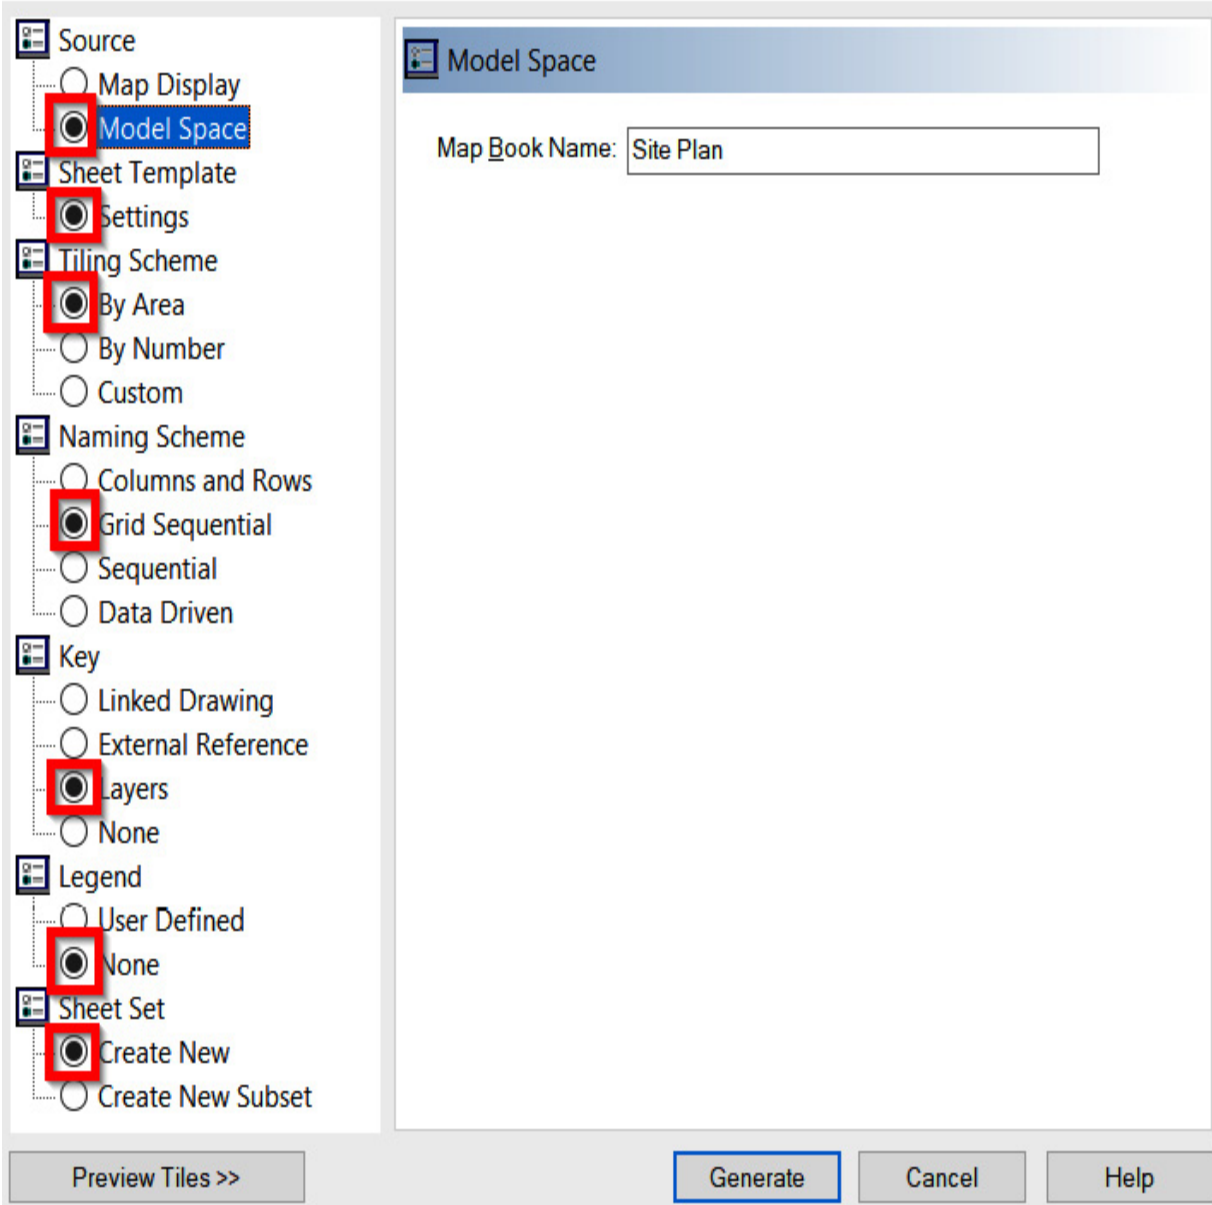 Source
Map Display
Model Space
Sheet Template
Settings
Tiling Scheme
By Area
By Number
Custom
Naming Scheme
Columns and Rows
Grid Sequential
Sequential
Data Driven
Key
Linked Drawing
External Reference
Layers
None
Legend
User Defined
None
Sheet Set
Create New
Create New Subset
Model Space
Map Book Name: Site Plan
Preview Tiles >>
Generate
Cancel
Help